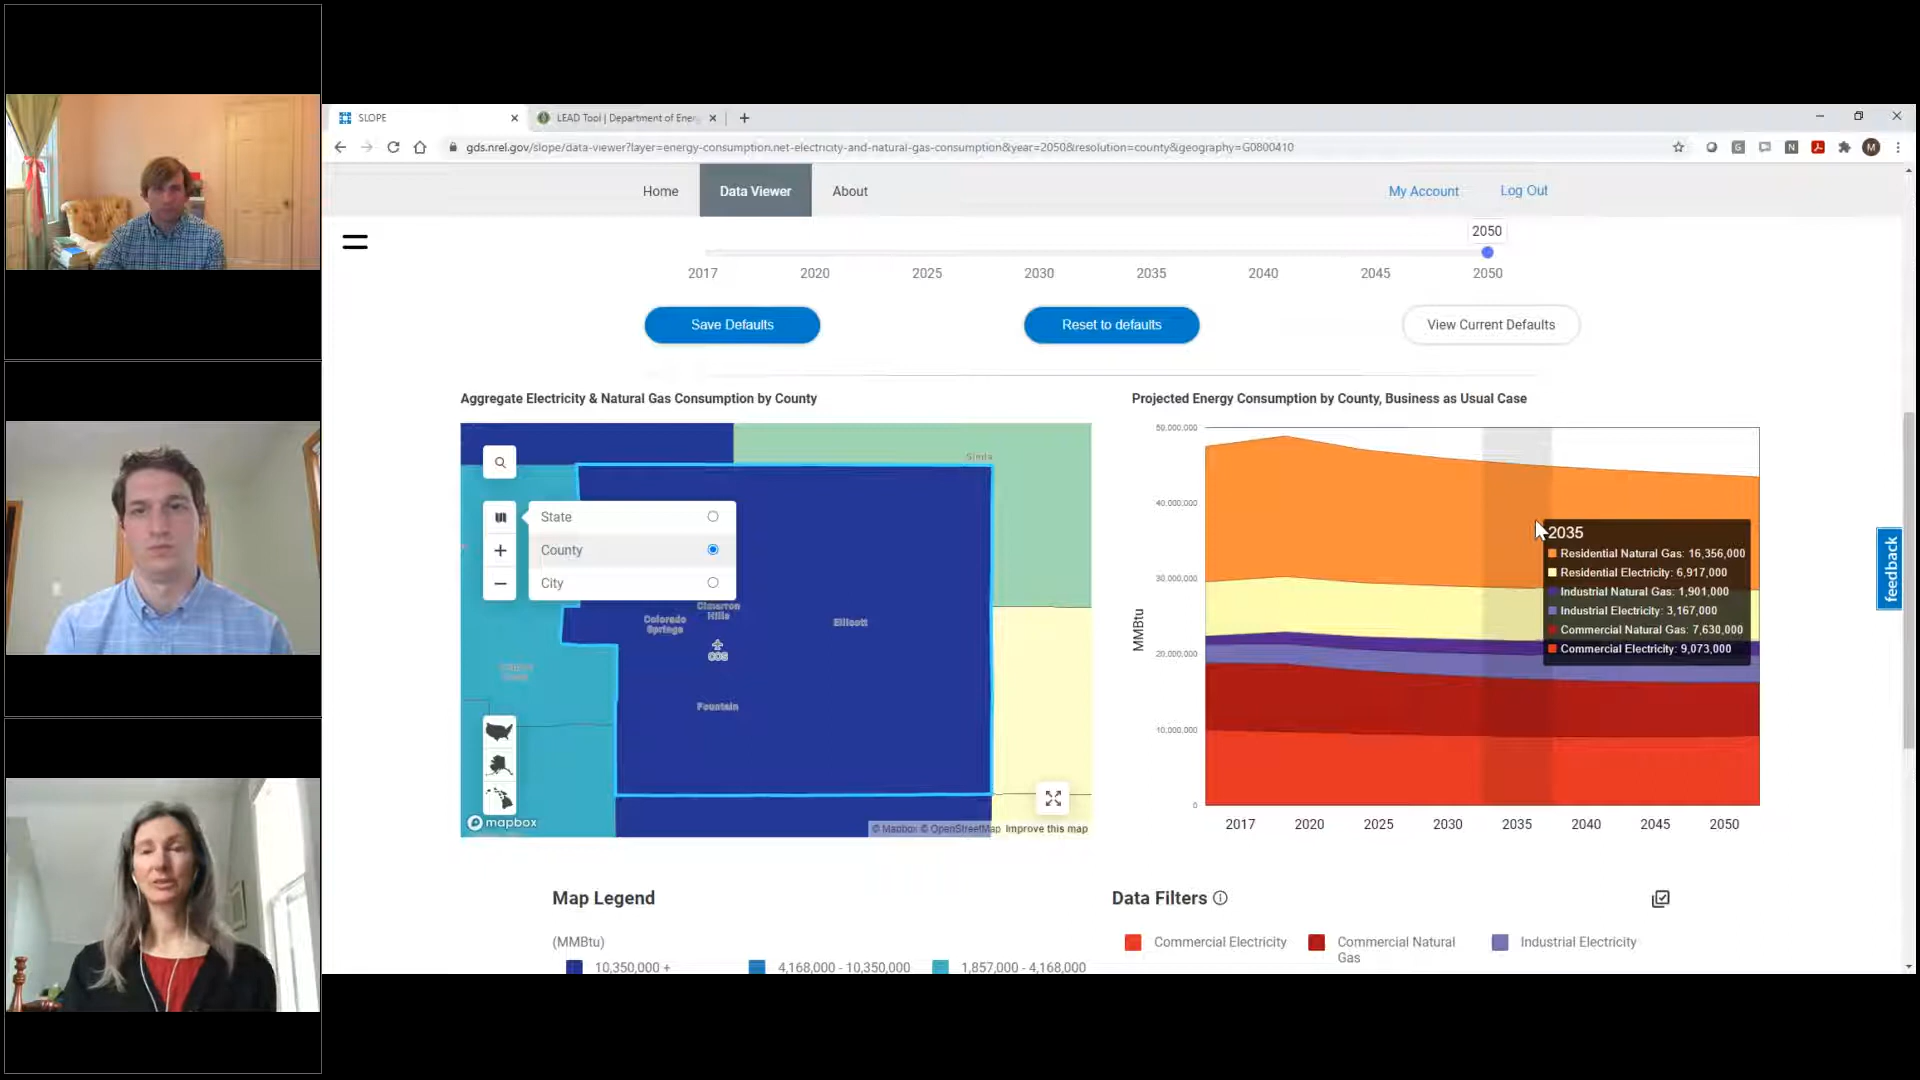 SLOPE
LEAD Tool | Department of Energ
gds.nrel.gov/slope/data-viewer?layer=energy-consumption.net-electricity-and-natural-gas-consumption&year=2050&resolution=county&geography=G0800410
Home
Data Viewer
About
My Account
Log Out
2050
2017
2020
2025
2030
2035
2040
2045
2050
Save Defaults
Reset to defaults
View Current Defaults
Aggregate Electricity & Natural Gas Consumption by County
Simla
State
County
City
Cimarron
Hills
Colorado
Springs
Ellicott
COS
Fountain
mapbox
© Mapbox © OpenStreetMap Improve this map
Projected Energy Consumption by County, Business as Usual Case
50,000,000
40,000,000
30,000,000
20,000,000
10,000,000
0
MMBtu
2035
Residential Natural Gas: 16,356,000
Residential Electricity: 6,917,000
Industrial Natural Gas: 1,901,000
Industrial Electricity: 3,167,000
Commercial Natural Gas: 7,630,000
Commercial Electricity: 9,073,000
2017
2020
2025
2030
2035
2040
2045
2050
feedback
Map Legend
(MMBtu)
10,350,000 +
4,168,000 - 10,350,000
1,857,000 - 4,168,000
Data Filters
Commercial Electricity
Commercial Natural
Gas
Industrial Electricity